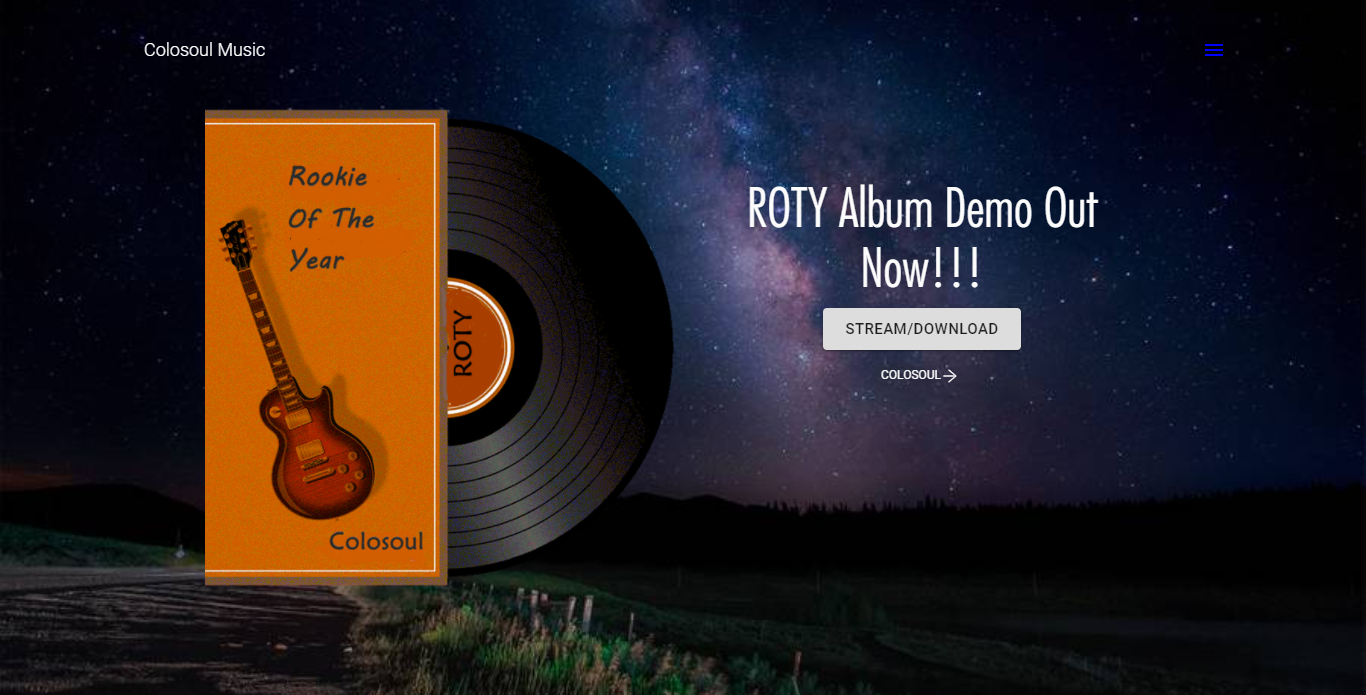 Colosoul Music
Rookie
Of The
Year
ROTY
Colosoul
ROTY Album Demo Out
Now!!!
STREAM/DOWNLOAD
COLOSOUL